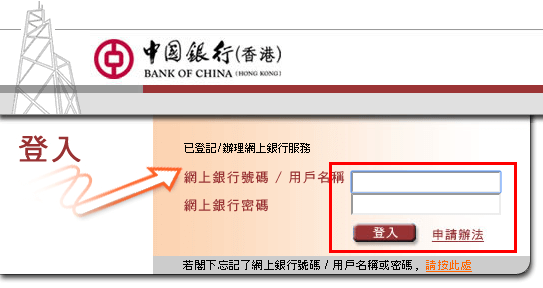 中国銀行(香港)
BANK OF CHINA (HONG KONG)
登入
已登記/辦理網上銀行服務
網上銀行號碼 / 用戶名稱
網上銀行密碼
登入 申請辦法
若閣下忘記了網上銀行號碼 / 用戶名稱或密碼, 請按此處